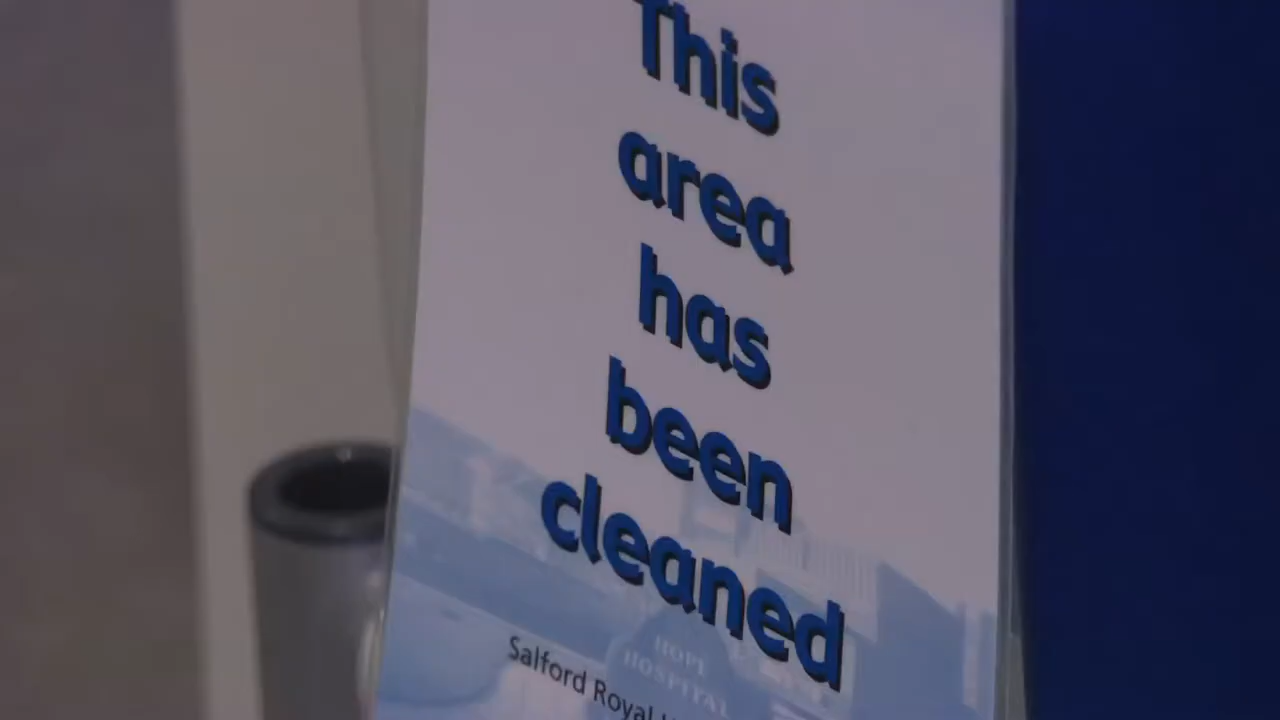 This
area
has
been
cleaned
HOPE
HOSPITAL
Salford Royal